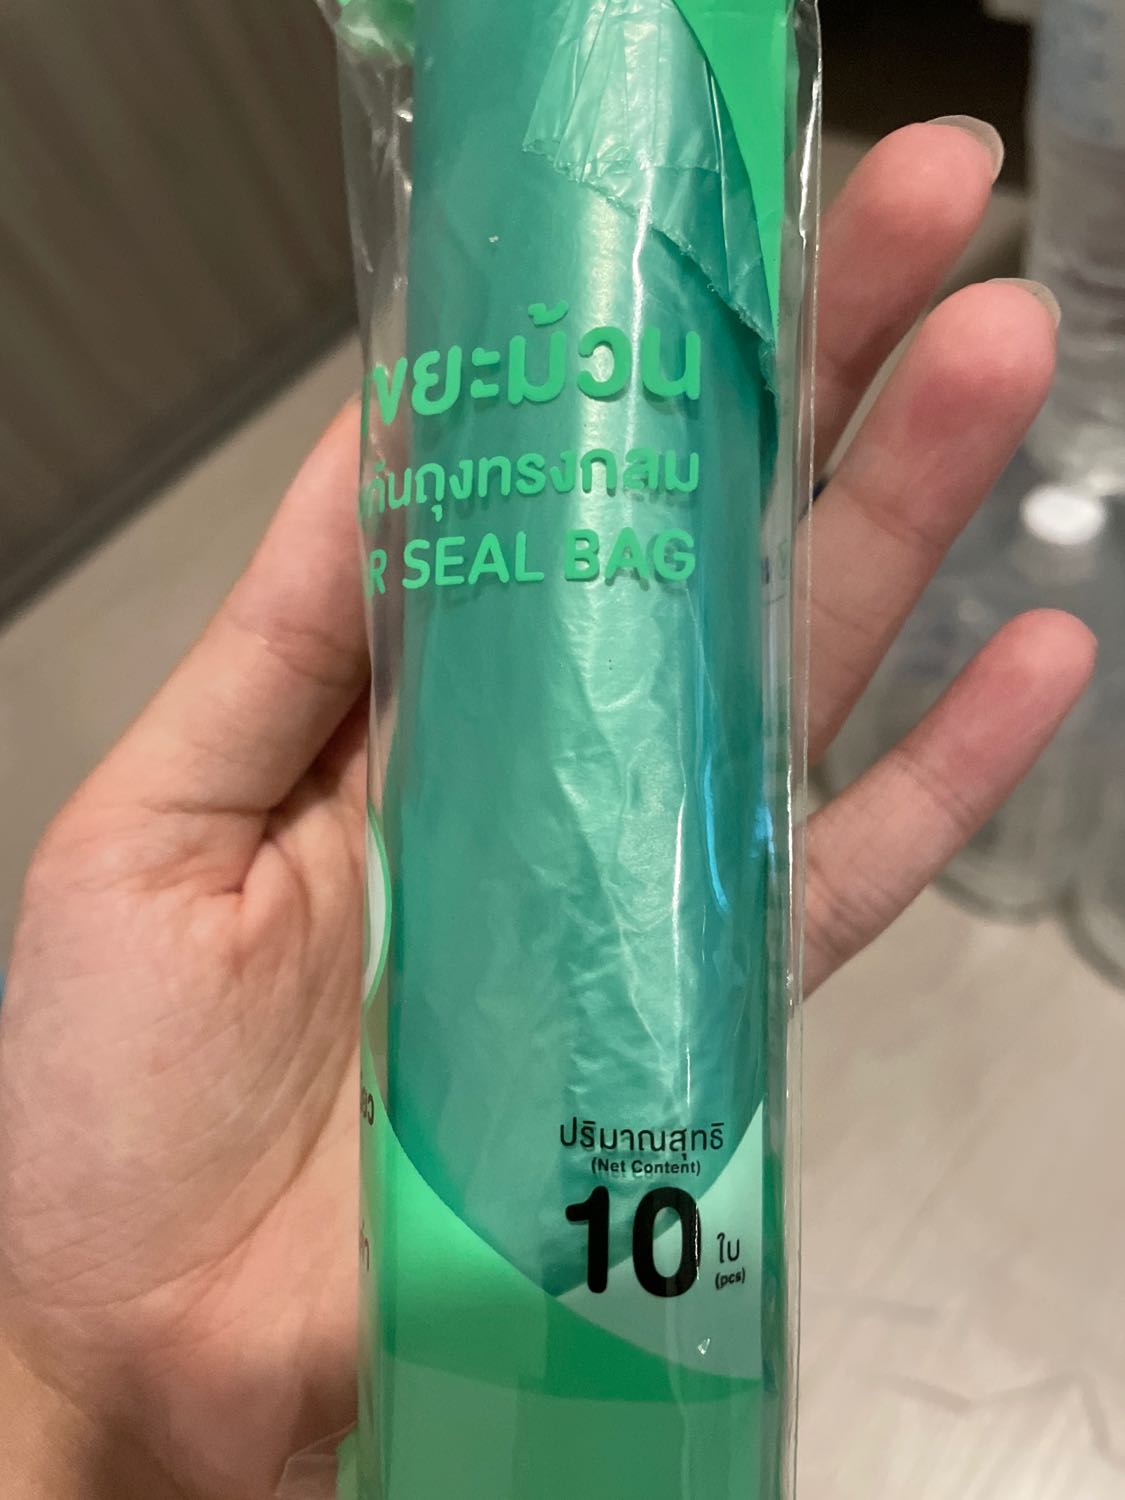 ขยะม้วน
ก้นถุงทรงกลม
R SEAL BAG
ปริมาณสุทธิ
(Net Content)
10 ใบ
(pcs)